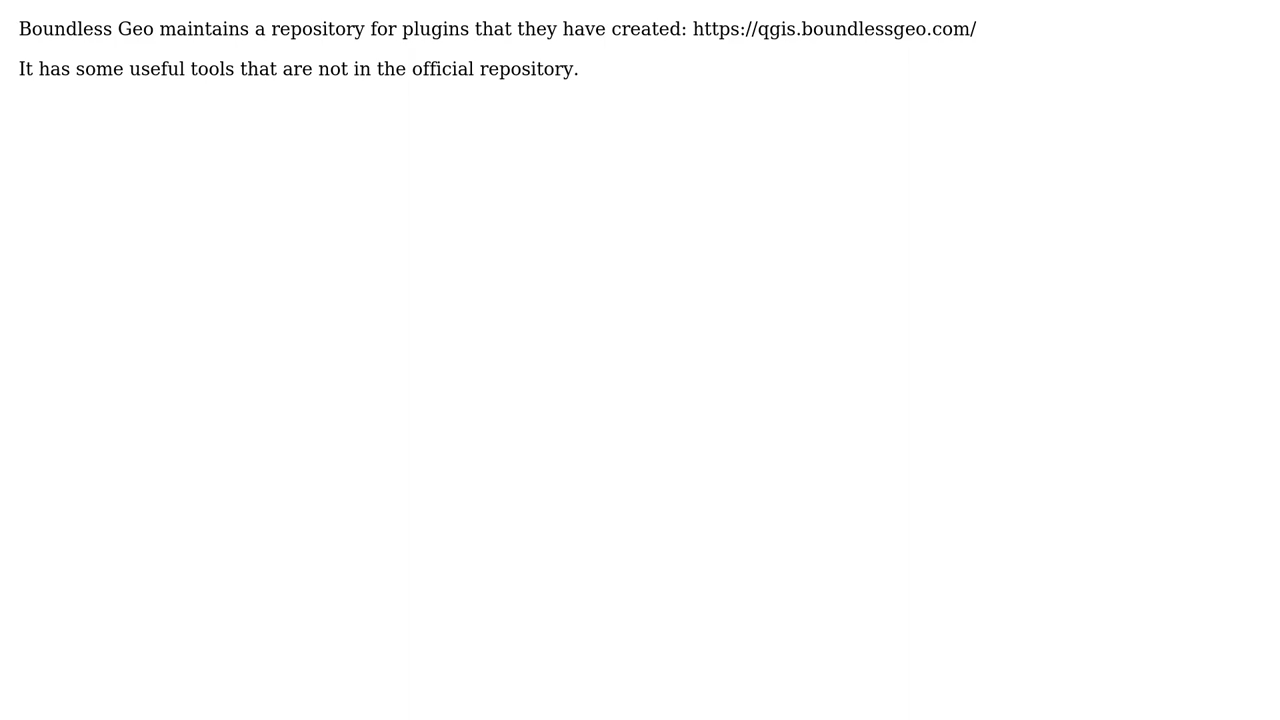 Boundless Geo maintains a repository for plugins that they have created: https://qgis.boundlessgeo.com/
It has some useful tools that are not in the official repository.